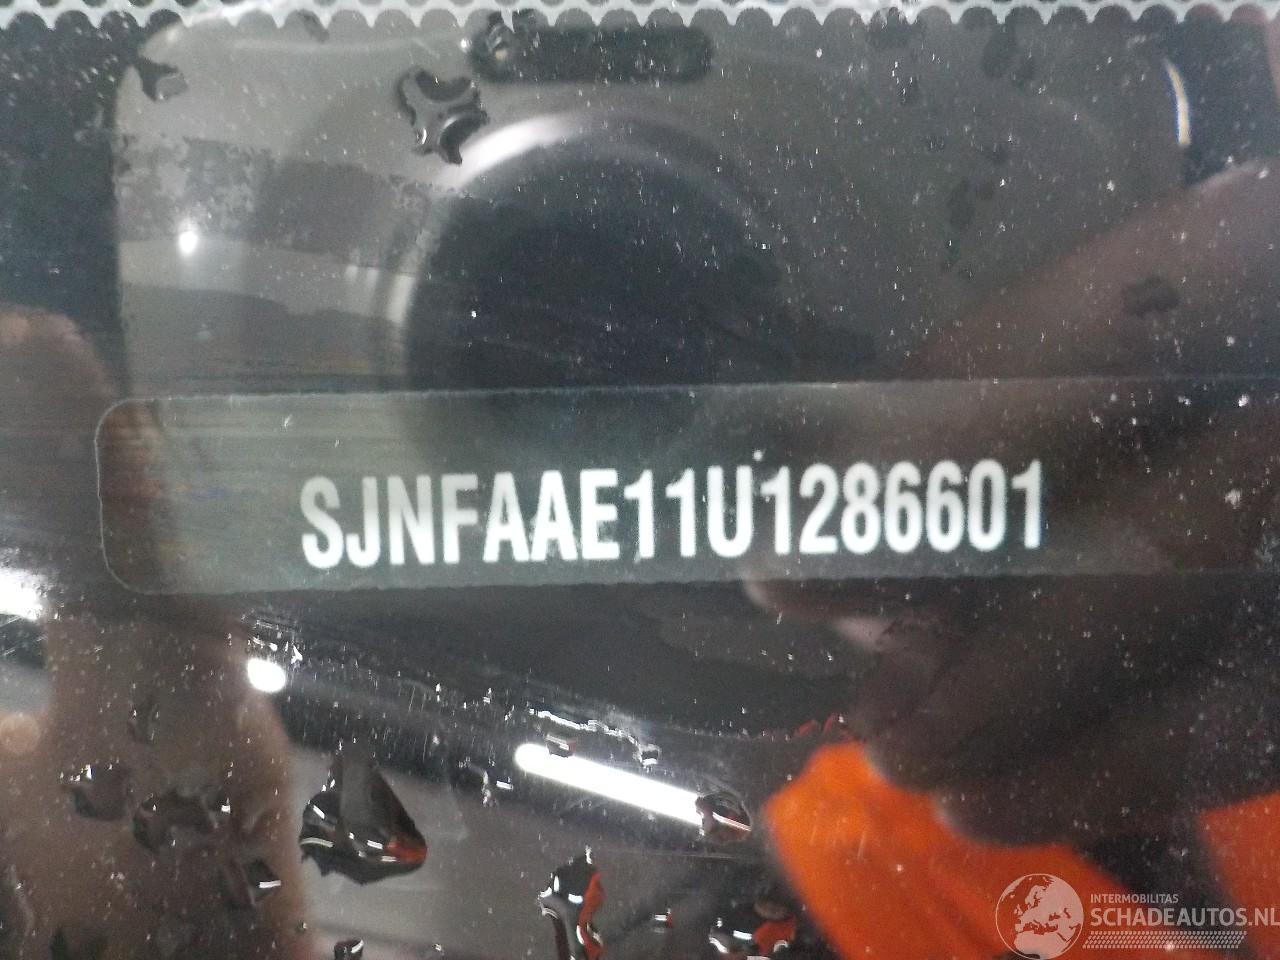 SJNFAAE11U1286601
INTERMOBILITAS
SCHADEAUTOS.NL